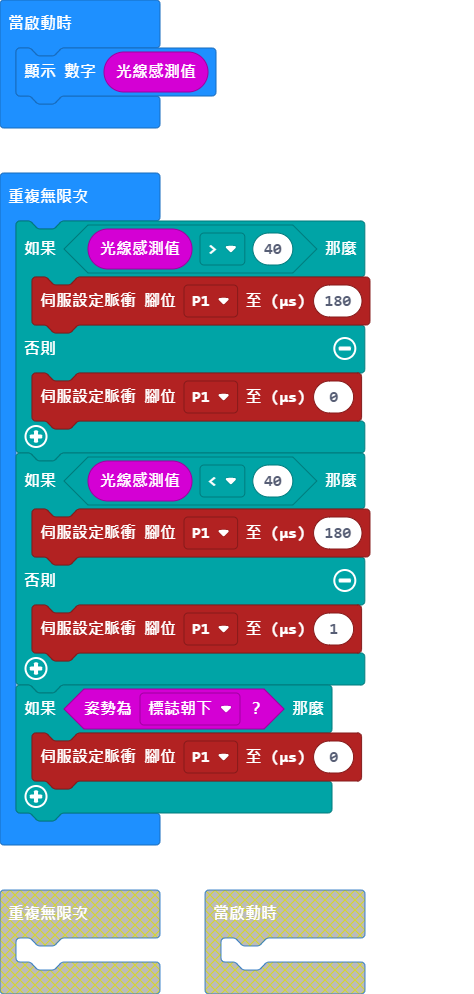 當啟動時
顯示 數字 光線感測值
重複無限次
如果 光線感測值 > 40 那麼
伺服設定脈衝 腳位 P1 至 (µs) 180
否則
伺服設定脈衝 腳位 P1 至 (µs) 0
如果 光線感測值 < 40 那麼
伺服設定脈衝 腳位 P1 至 (µs) 180
否則
伺服設定脈衝 腳位 P1 至 (µs) 1
如果 姿勢為 標誌朝下 ? 那麼
伺服設定脈衝 腳位 P1 至 (µs) 0
重複無限次
當啟動時